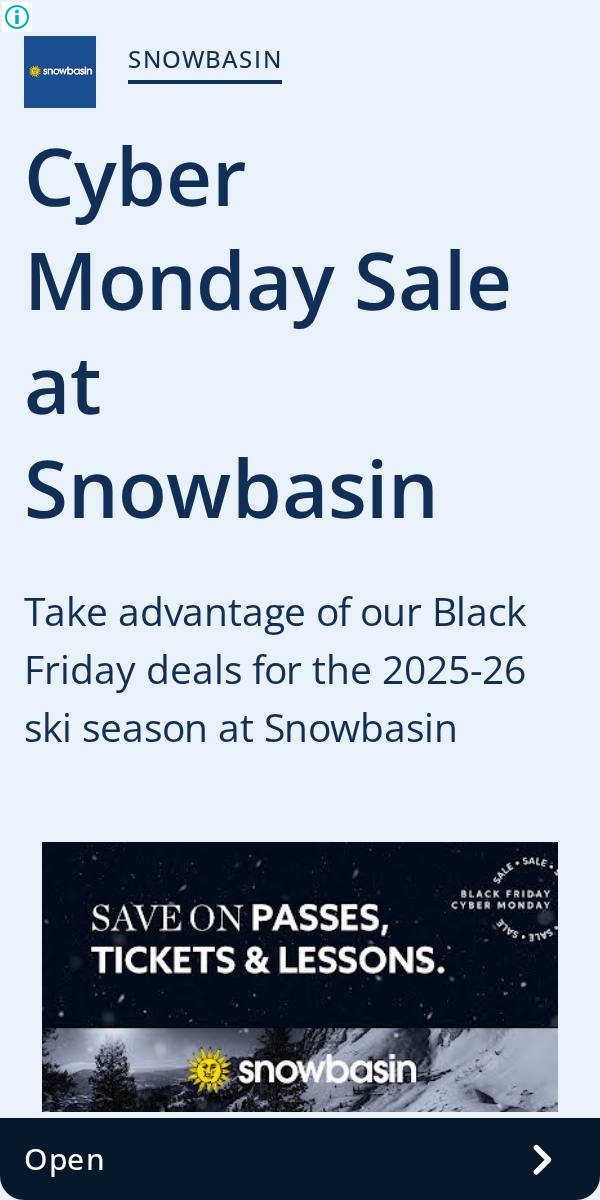 snowbasin
SNOWBASIN
Cyber
Monday Sale
at
Snowbasin
Take advantage of our Black
Friday deals for the 2025-26
ski season at Snowbasin
SALE • SALE •
BLACK FRIDAY
CYBER MONDAY
SALE • SALE
SAVE ON PASSES,
TICKETS & LESSONS.
snowbasin
Open